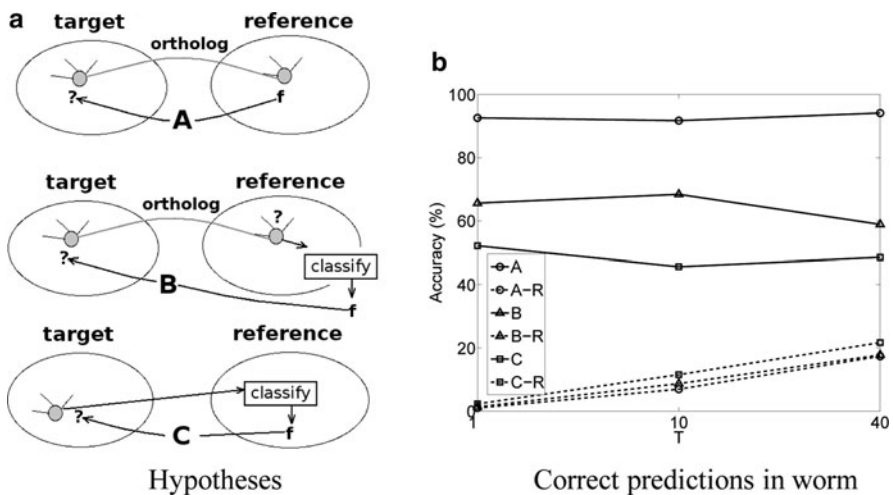 a
target
reference
ortholog
?
f
A
target
reference
ortholog
?
?
classify
B
f
target
reference
classify
?
C
f
Hypotheses
b
100
80
60
40
20
0
Accuracy (%)
A
A-R
B
B-R
C
C-R
1
10
40
T
Correct predictions in worm